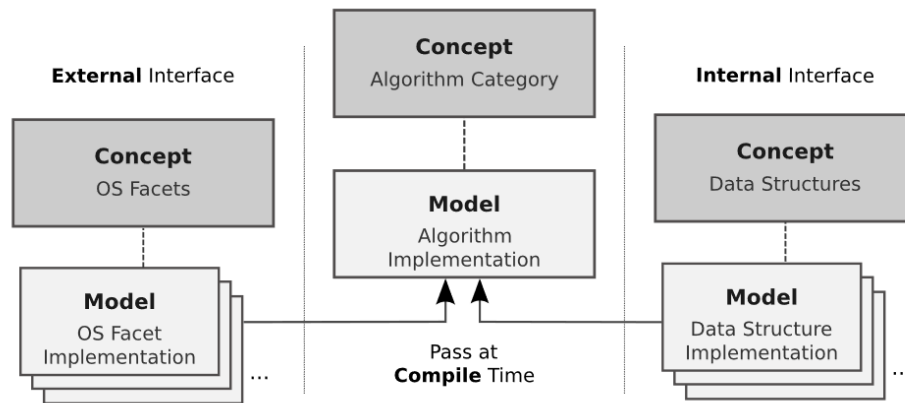 External Interface
Concept
OS Facets
Model
OS Facet
Implementation
...
Concept
Algorithm Category
Model
Algorithm
Implementation
Pass at
Compile Time
Internal Interface
Concept
Data Structures
Model
Data Structure
Implementation
...